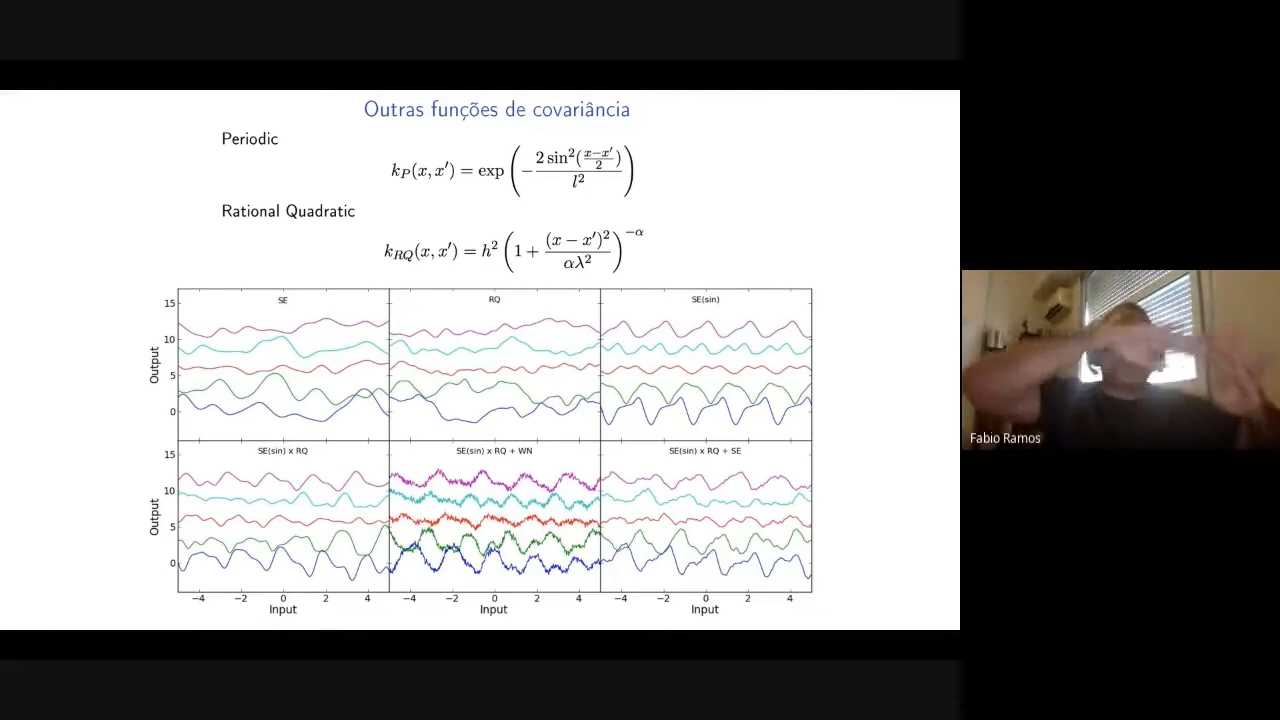 Outras funções de covariância
Periodic
k_P(x, x′) = exp(−2 sin²((x−x′)/2)/l²)
Rational Quadratic
k_RQ(x, x′) = h²(1 + (x − x′)²/αλ²)^−α
SE
RQ
SE(sin)
15
10
5
0
Output
SE(sin) x RQ
SE(sin) x RQ + WN
SE(sin) x RQ + SE
15
10
5
0
Output
−4 −2 0 2 4
−4 −2 0 2 4
−4 −2 0 2 4
Input
Input
Input
Fabio Ramos